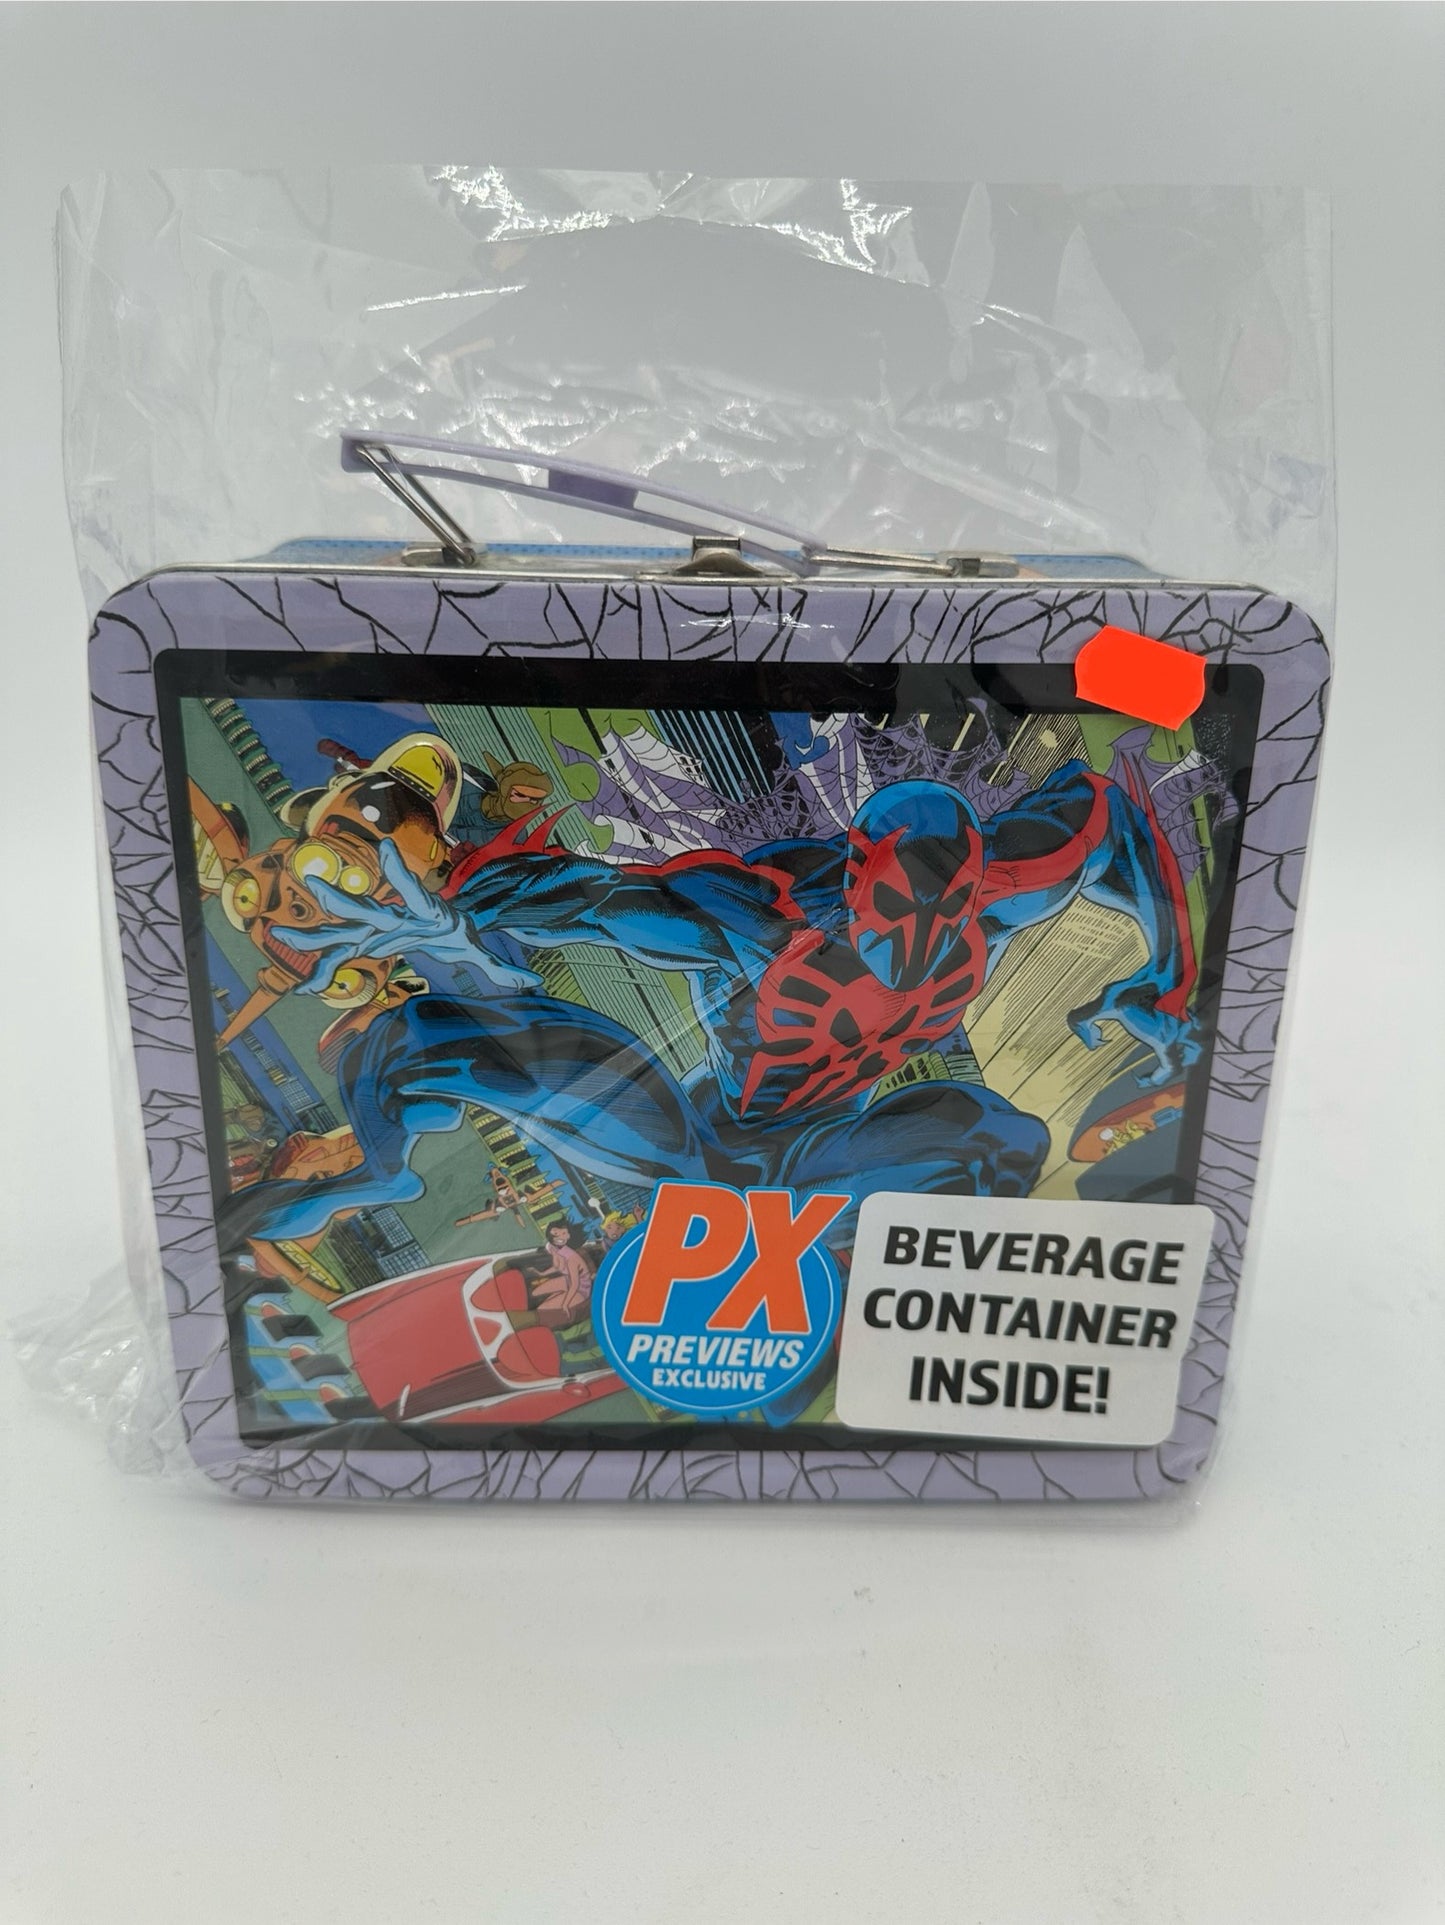 PX
PREVIEWS
EXCLUSIVE
BEVERAGE
CONTAINER
INSIDE!